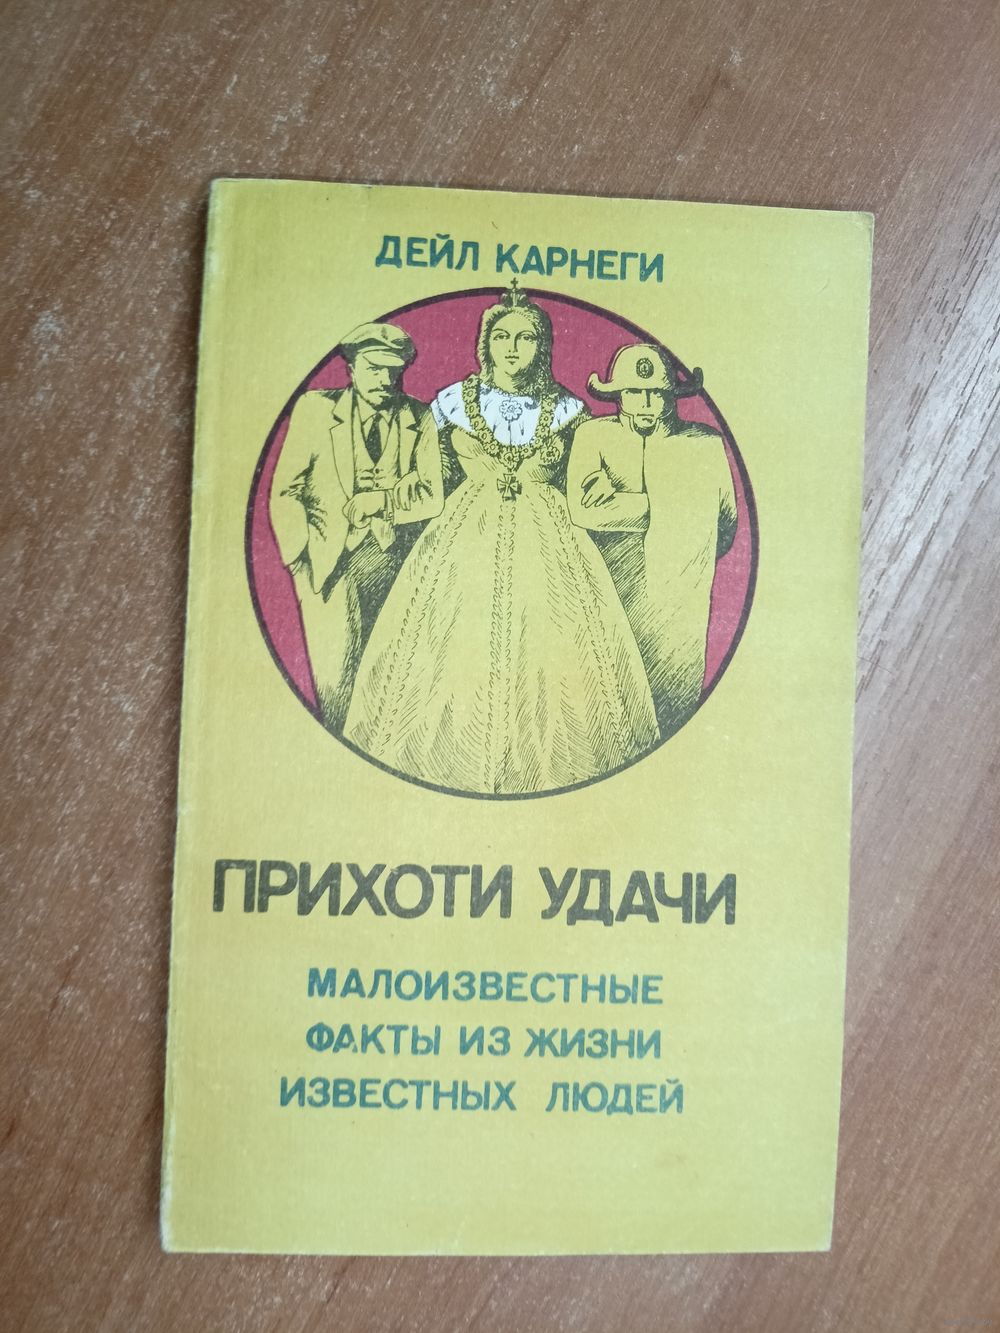 ДЕЙЛ КАРНЕГИ
ПРИХОТИ УДАЧИ
МАЛОИЗВЕСТНЫЕ
ФАКТЫ ИЗ ЖИЗНИ
ИЗВЕСТНЫХ ЛЮДЕЙ